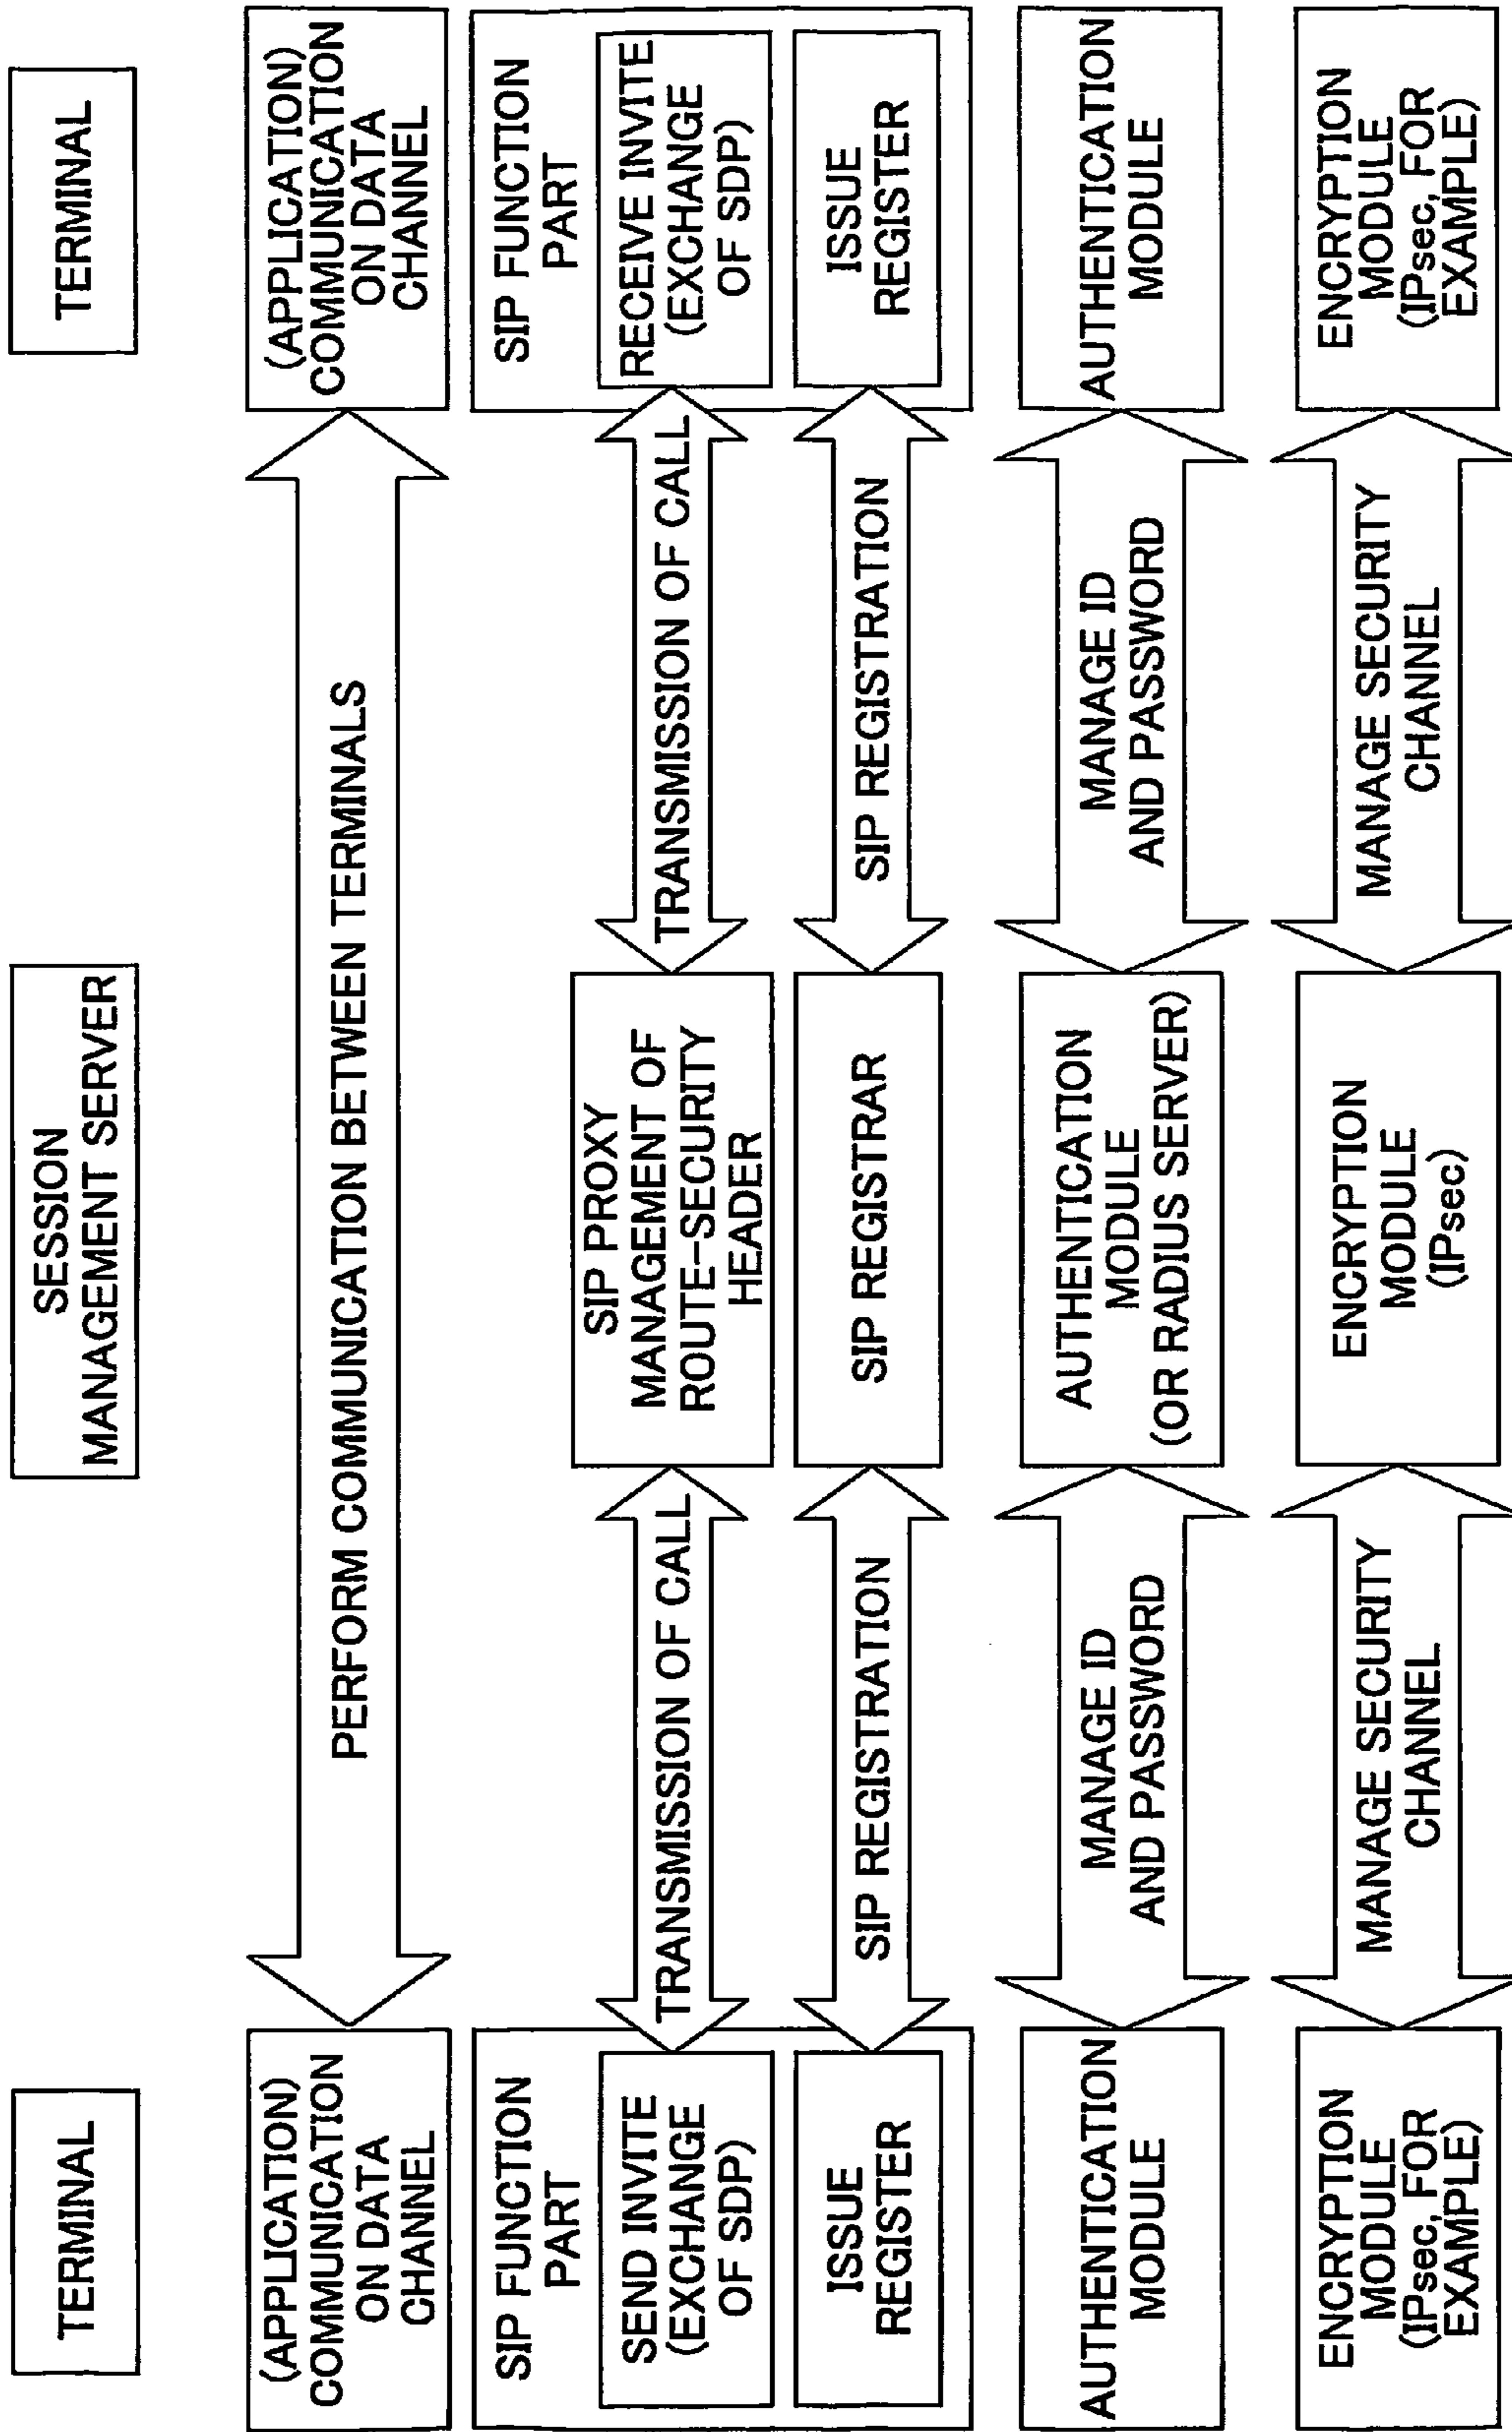 TERMINAL
SESSION
MANAGEMENT SERVER
TERMINAL
(APPLICATION)
COMMUNICATION
ON DATA
CHANNEL
PERFORM COMMUNICATION BETWEEN TERMINALS
(APPLICATION)
COMMUNICATION
ON DATA
CHANNEL
SIP FUNCTION
PART
SEND INVITE
(EXCHANGE
OF SDP)
TRANSMISSION OF CALL
SIP PROXY
MANAGEMENT OF
ROUTE-SECURITY
HEADER
TRANSMISSION OF CALL
SIP FUNCTION
PART
RECEIVE INVITE
(EXCHANGE
OF SDP)
ISSUE
REGISTER
SIP REGISTRATION
SIP REGISTRAR
SIP REGISTRATION
ISSUE
REGISTER
AUTHENTICATION
MODULE
MANAGE ID
AND PASSWORD
AUTHENTICATION
MODULE
(OR RADIUS SERVER)
MANAGE ID
AND PASSWORD
AUTHENTICATION
MODULE
ENCRYPTION
MODULE
(IPsec, FOR
EXAMPLE)
MANAGE SECURITY
CHANNEL
ENCRYPTION
MODULE
(IPsec)
MANAGE SECURITY
CHANNEL
ENCRYPTION
MODULE
(IPsec, FOR
EXAMPLE)